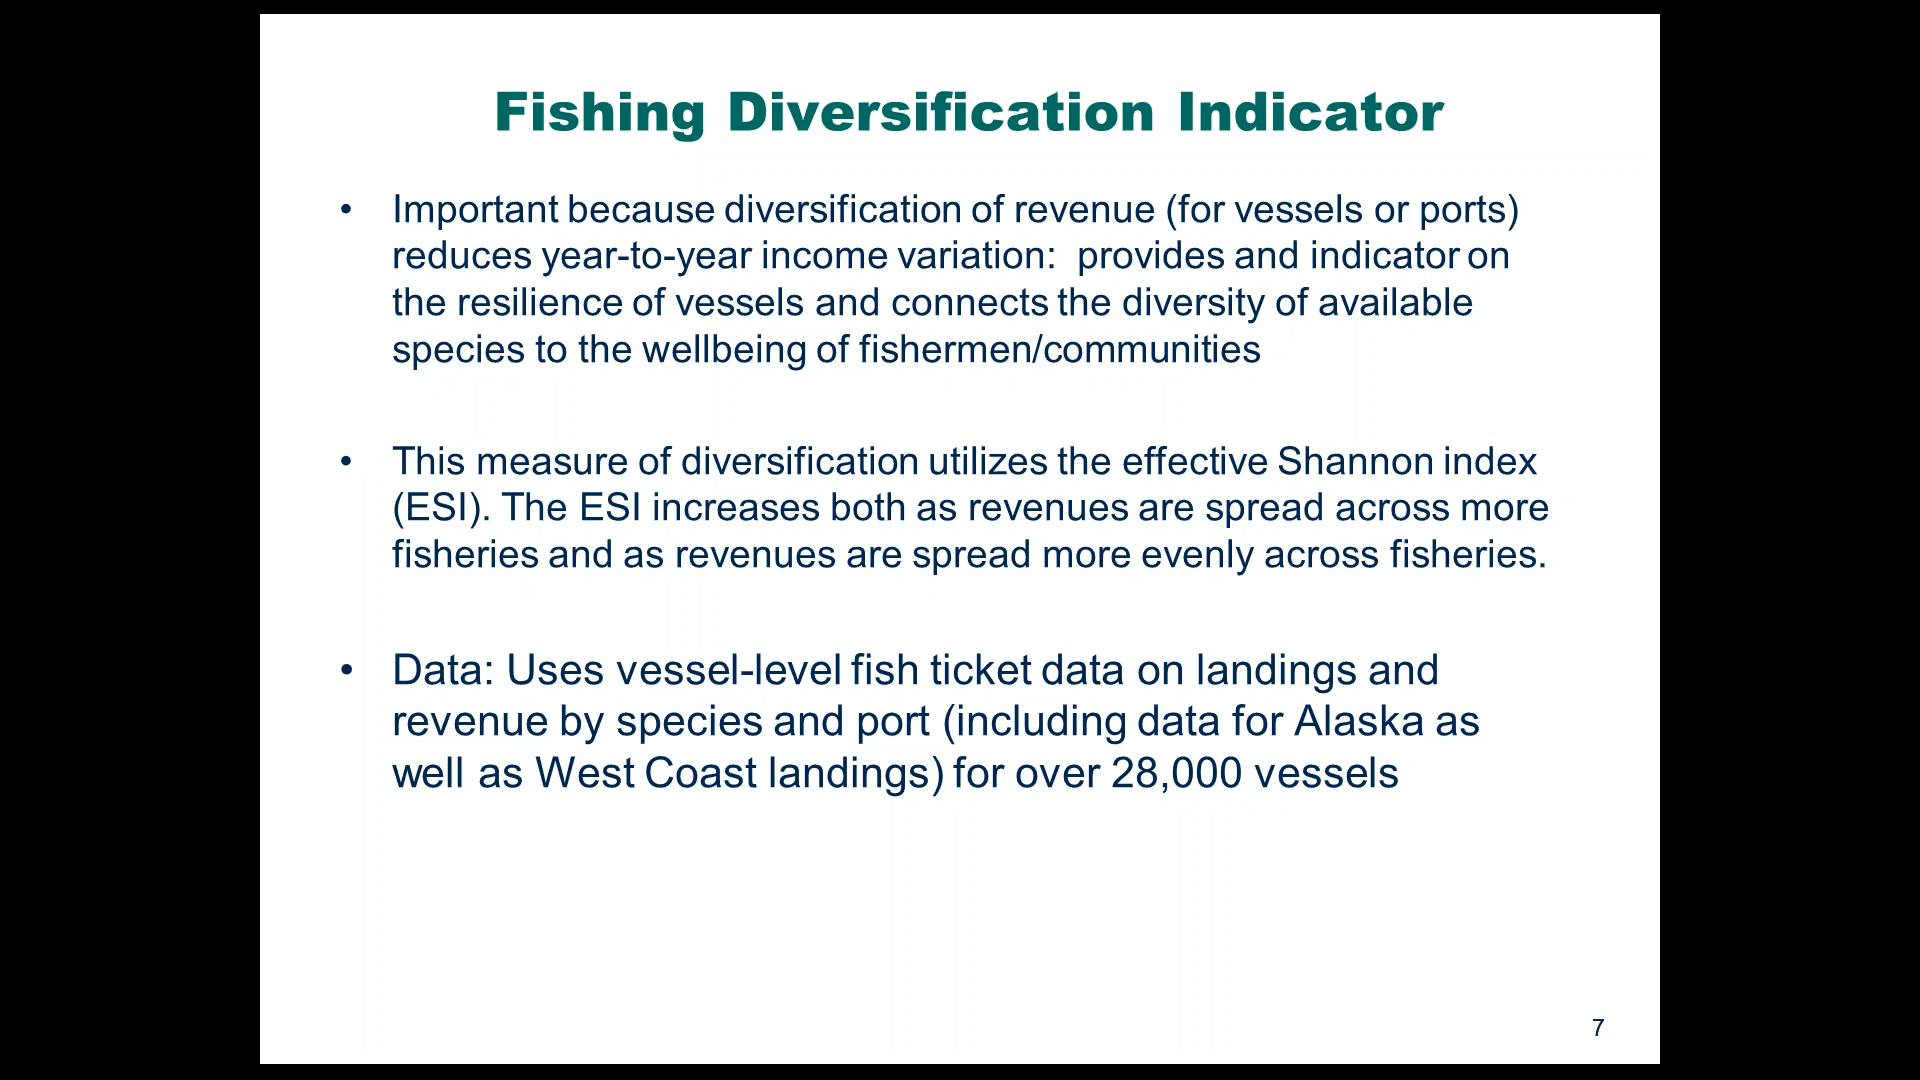 Fishing Diversification Indicator
• Important because diversification of revenue (for vessels or ports)
reduces year-to-year income variation:  provides and indicator on
the resilience of vessels and connects the diversity of available
species to the wellbeing of fishermen/communities
• This measure of diversification utilizes the effective Shannon index
(ESI). The ESI increases both as revenues are spread across more
fisheries and as revenues are spread more evenly across fisheries.
• Data: Uses vessel-level fish ticket data on landings and
revenue by species and port (including data for Alaska as
well as West Coast landings) for over 28,000 vessels
7